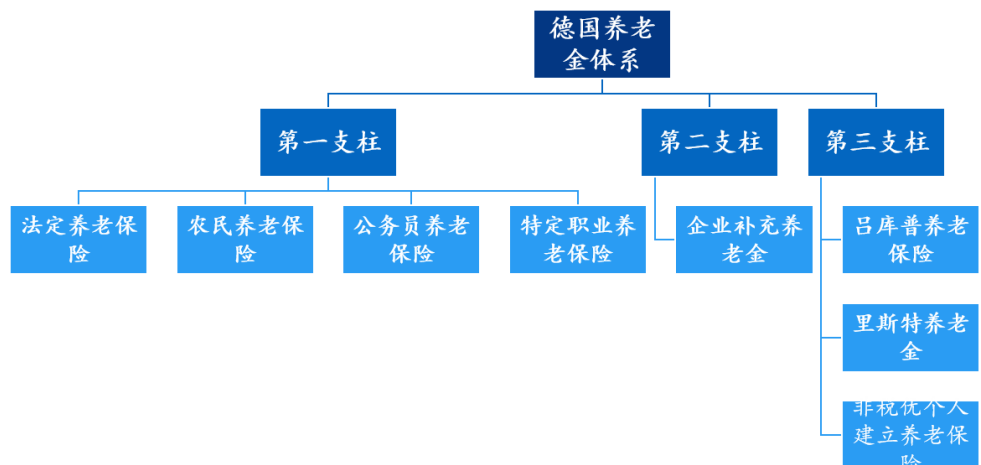 德国养老
金体系
第一支柱
第二支柱
第三支柱
法定养老保
险
农民养老保
险
公务员养老
保险
特定职业养
老保险
企业补充养
老金
吕库普养老
保险
里斯特养老
金
非税优个人
建立养老保
险